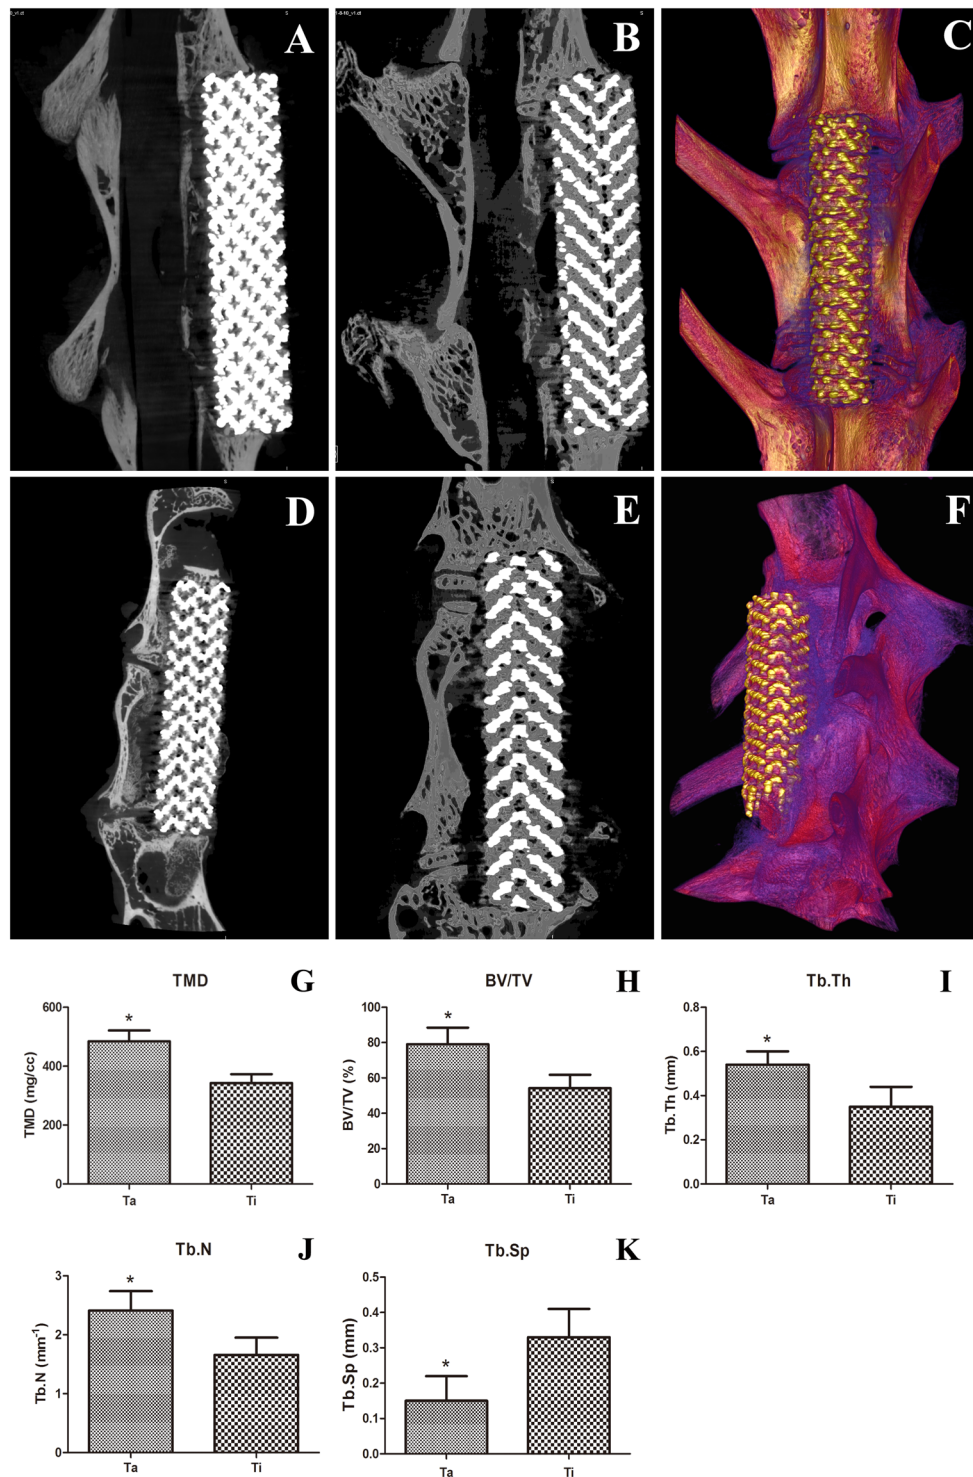 A
B
C
D
E
F
TMD
G
TMD (mg/cc)
600
400
200
0
*
Ta
Ti
BV/TV
H
BV/TV (%)
100
80
60
40
20
0
*
Ta
Ti
Tb.Th
I
Tb.Th (mm)
0.8
0.6
0.4
0.2
0.0
*
Ta
Ti
Tb.N
J
Tb.N (mm⁻¹)
3
2
1
0
*
Ta
Ti
Tb.Sp
K
Tb.Sp (mm)
0.5
0.4
0.3
0.2
0.1
0.0
*
Ta
Ti